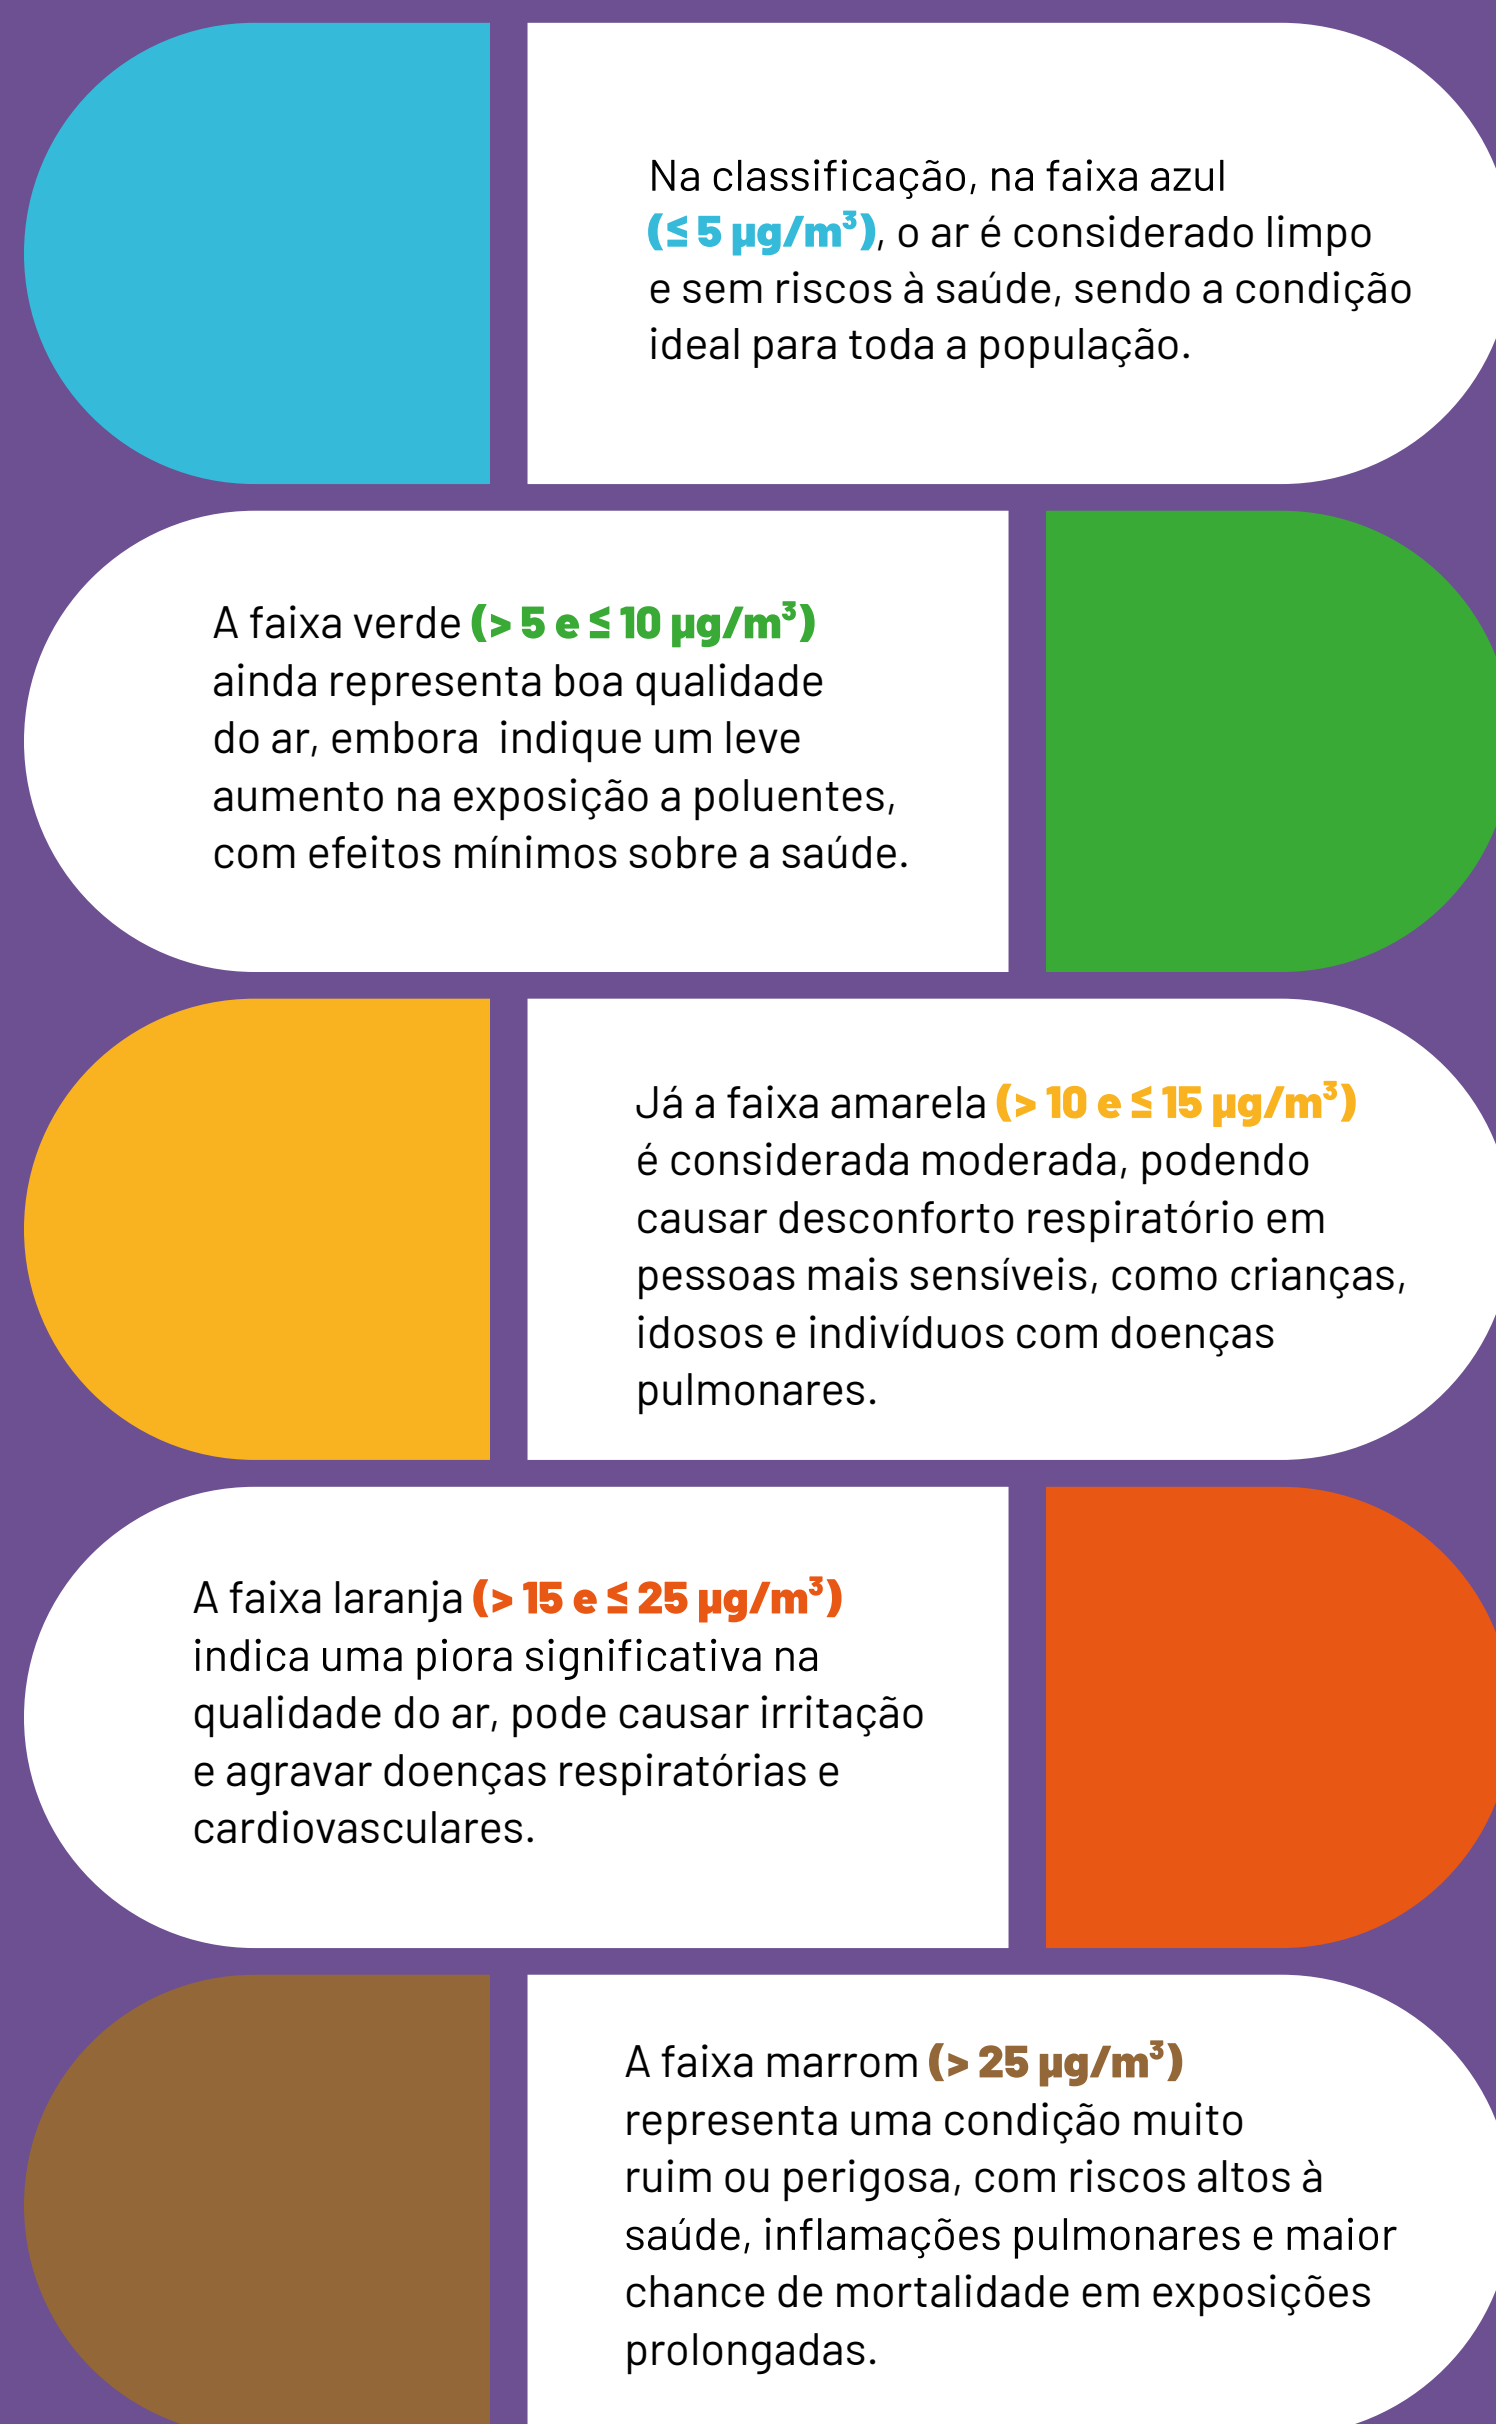 Na classificação, na faixa azul
(≤ 5 µg/m³), o ar é considerado limpo
e sem riscos à saúde, sendo a condição
ideal para toda a população.
A faixa verde (> 5 e ≤ 10 µg/m³)
ainda representa boa qualidade
do ar, embora  indique um leve
aumento na exposição a poluentes,
com efeitos mínimos sobre a saúde.
Já a faixa amarela (> 10 e ≤ 15 µg/m³)
é considerada moderada, podendo
causar desconforto respiratório em
pessoas mais sensíveis, como crianças,
idosos e indivíduos com doenças
pulmonares.
A faixa laranja (> 15 e ≤ 25 µg/m³)
indica uma piora significativa na
qualidade do ar, pode causar irritação
e agravar doenças respiratórias e
cardiovasculares.
A faixa marrom (> 25 µg/m³)
representa uma condição muito
ruim ou perigosa, com riscos altos à
saúde, inflamações pulmonares e maior
chance de mortalidade em exposições
prolongadas.